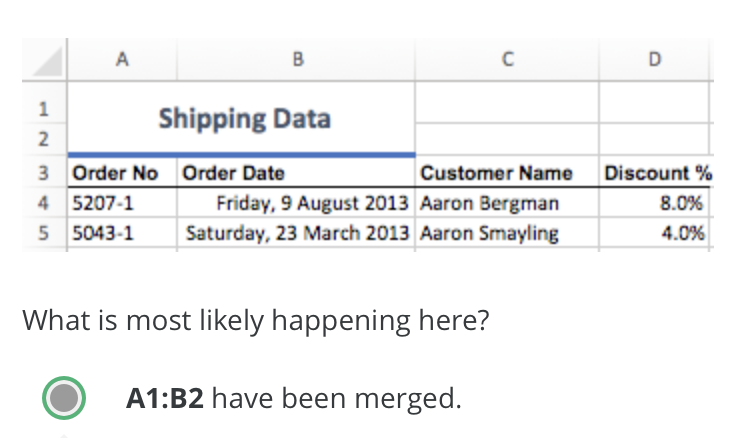 A B C D
1 Shipping Data
2
3 Order No Order Date Customer Name Discount %
4 5207-1 Friday, 9 August 2013 Aaron Bergman 8.0%
5 5043-1 Saturday, 23 March 2013 Aaron Smayling 4.0%
What is most likely happening here?
A1:B2 have been merged.